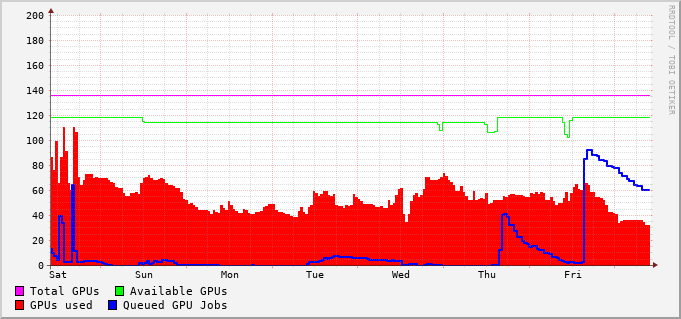 200
180
160
140
120
100
80
60
40
20
0
Sat Sun Mon Tue Wed Thu Fri
Total GPUs Available GPUs
GPUs used Queued GPU Jobs
RRDTOOL / TOBI OETIKER